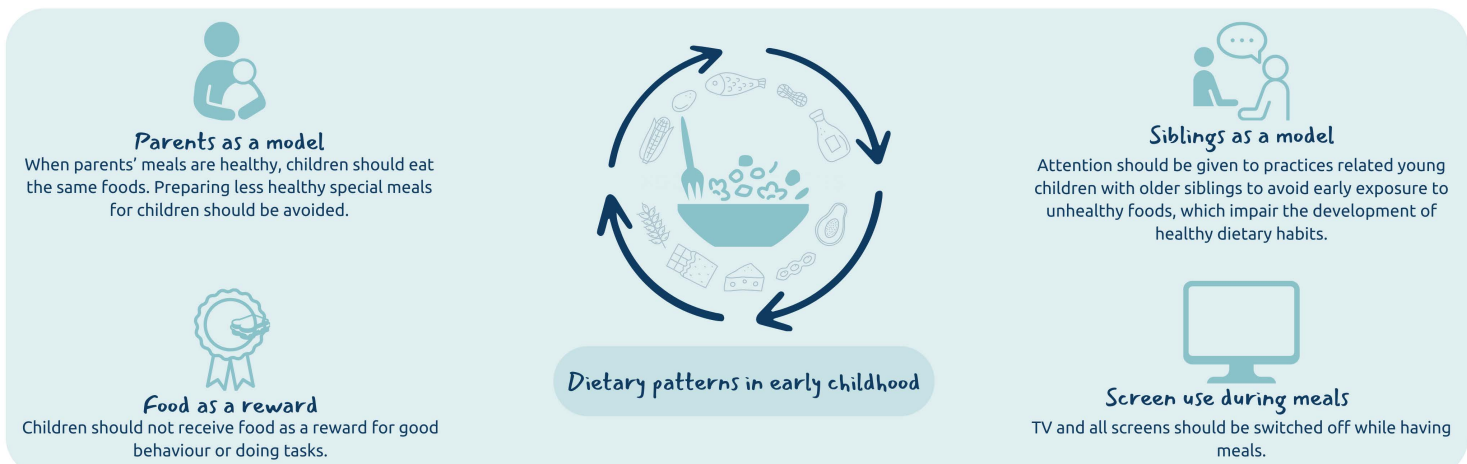 Parents as a model
When parents' meals are healthy, children should eat
the same foods. Preparing less healthy special meals
for children should be avoided.
Food as a reward
Children should not receive food as a reward for good
behaviour or doing tasks.
Dietary patterns in early childhood
Siblings as a model
Attention should be given to practices related young
children with older siblings to avoid early exposure to
unhealthy foods, which impair the development of
healthy dietary habits.
Screen use during meals
TV and all screens should be switched off while having
meals.